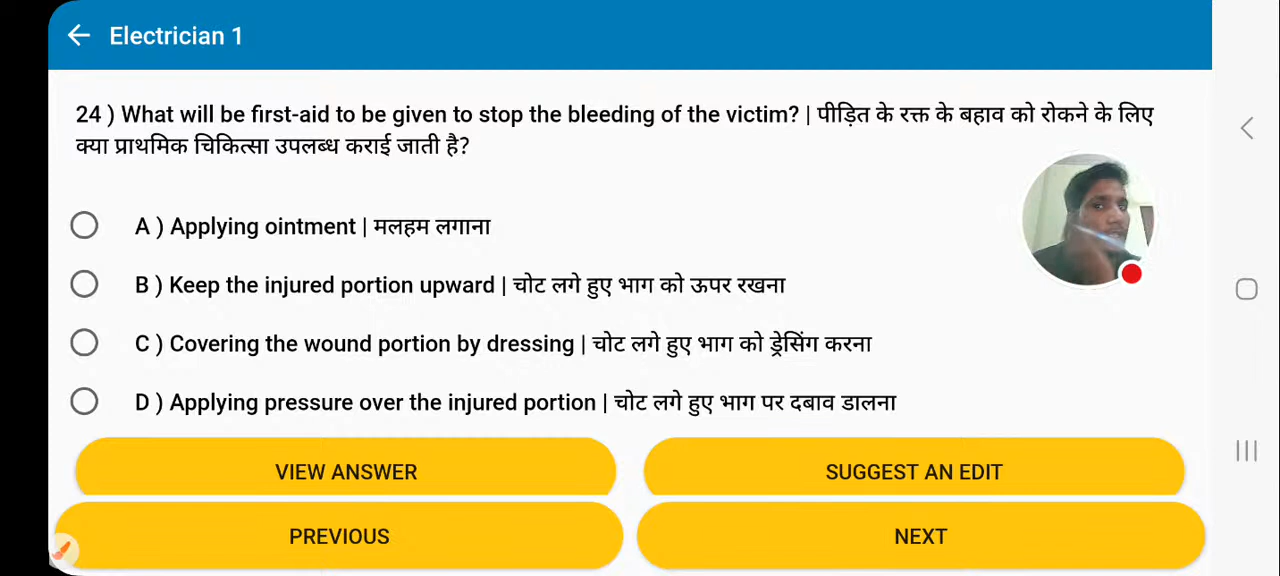 Electrician 1
24 ) What will be first-aid to be given to stop the bleeding of the victim? | पीड़ित के रक्त के बहाव को रोकने के लिए
क्या प्राथमिक चिकित्सा उपलब्ध कराई जाती है?
A ) Applying ointment | मलहम लगाना
B ) Keep the injured portion upward | चोट लगे हुए भाग को ऊपर रखना
C ) Covering the wound portion by dressing | चोट लगे हुए भाग को ड्रेसिंग करना
D ) Applying pressure over the injured portion | चोट लगे हुए भाग पर दबाव डालना
VIEW ANSWER
SUGGEST AN EDIT
PREVIOUS
NEXT